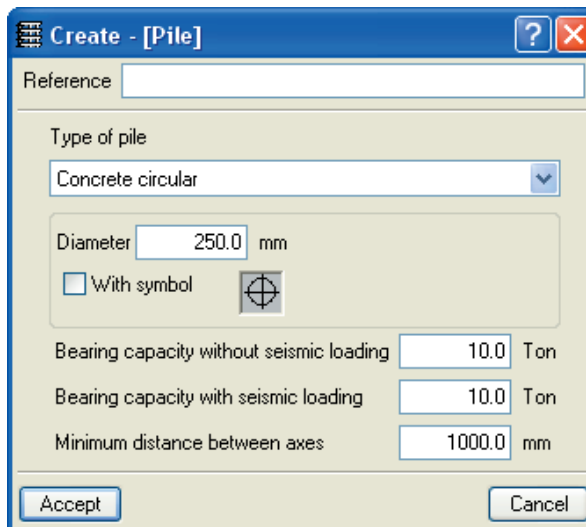 Create - [Pile]
Reference
Type of pile
Concrete circular
Diameter 250.0 mm
With symbol
Bearing capacity without seismic loading 10.0 Ton
Bearing capacity with seismic loading 10.0 Ton
Minimum distance between axes 1000.0 mm
Accept Cancel